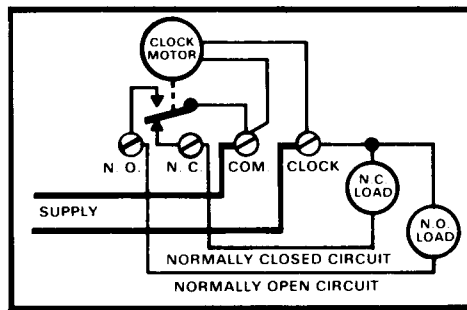 CLOCK
MOTOR
N. O. N. C. COM. CLOCK
N.C
LOAD
SUPPLY
N.O.
LOAD
NORMALLY CLOSED CIRCUIT
NORMALLY OPEN CIRCUIT